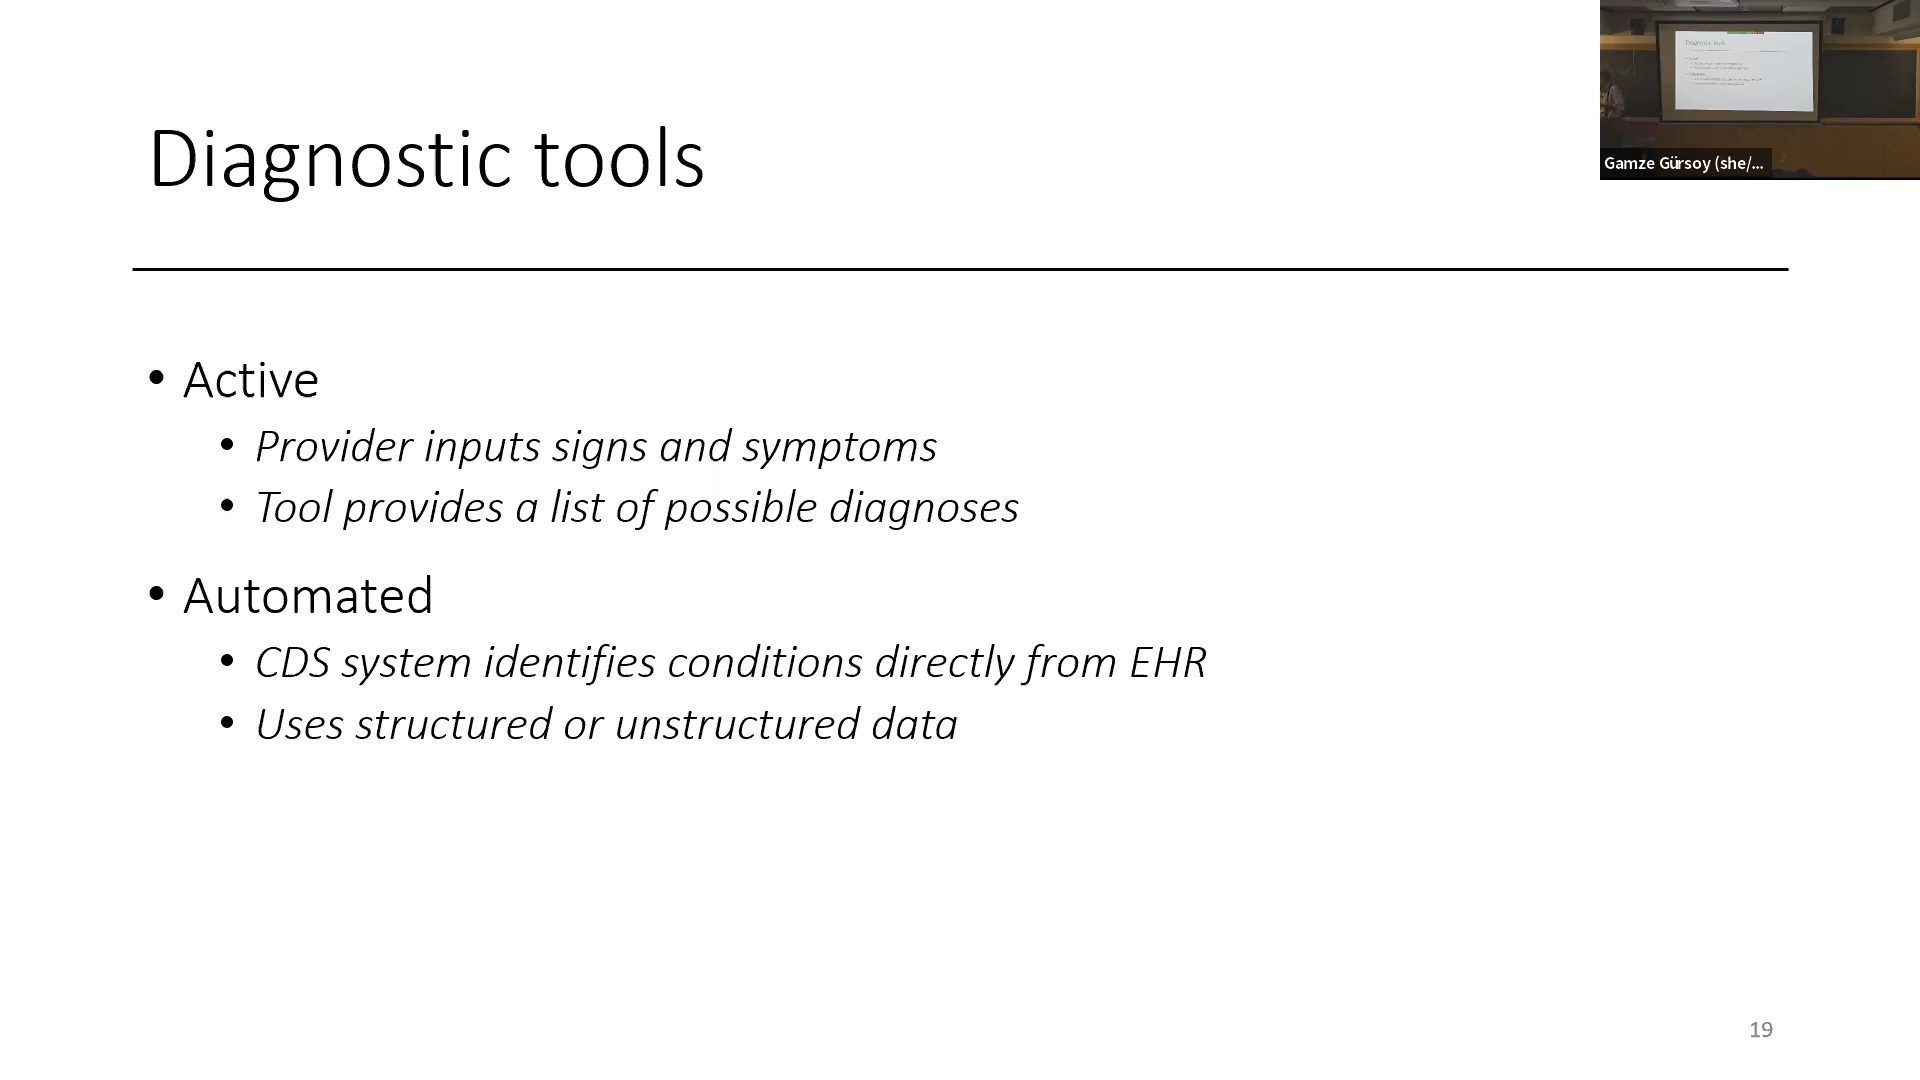 Diagnostic tools
Gamze Gürsoy (she/...
• Active
• Provider inputs signs and symptoms
• Tool provides a list of possible diagnoses
• Automated
• CDS system identifies conditions directly from EHR
• Uses structured or unstructured data
19